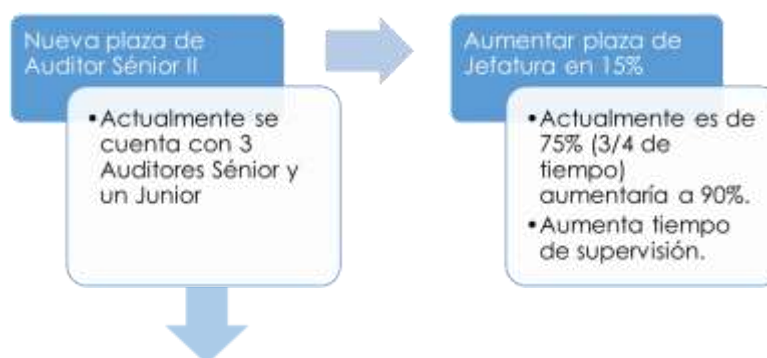 Nueva plaza de
Auditor Sénior II
•Actualmente se
cuenta con 3
Auditores Sénior y
un Junior
Aumentar plaza de
Jefatura en 15%
•Actualmente es de
75% (3/4 de
tiempo)
aumentaría a 90%.
•Aumenta tiempo
de supervisión.